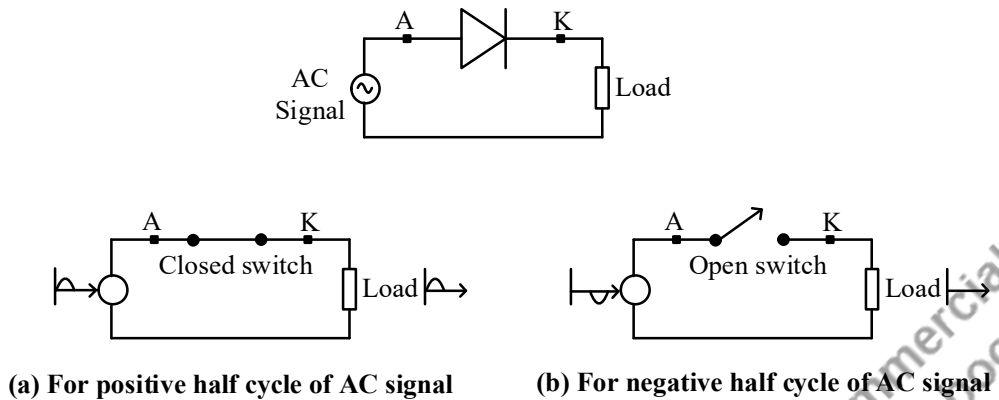 A K
AC
Signal
Load
A K
Closed switch
Load
A K
Open switch
Load
(a) For positive half cycle of AC signal
(b) For negative half cycle of AC signal